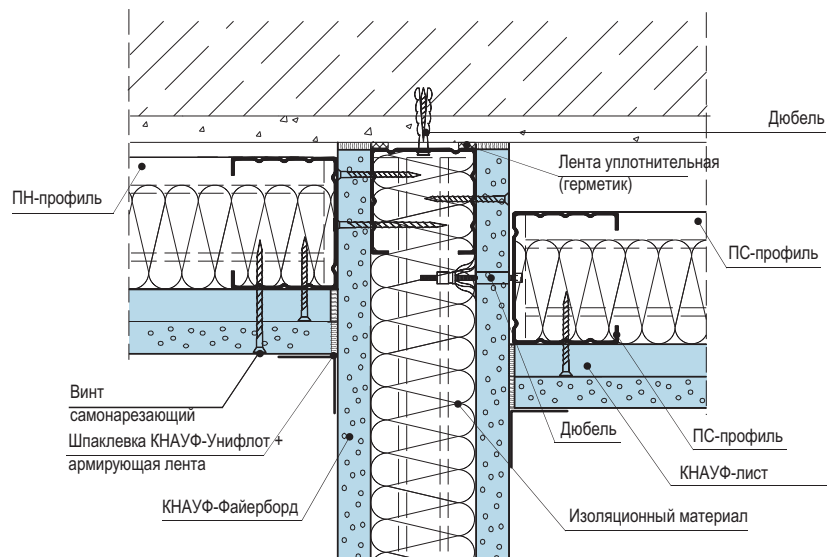 Дюбель
Лента уплотнительная
(герметик)
ПН-профиль
ПС-профиль
Винт
самонарезающий
Шпаклевка КНАУФ-Унифлот +
армирующая лента
Дюбель
ПС-профиль
КНАУФ-лист
КНАУФ-Файерборд
Изоляционный материал